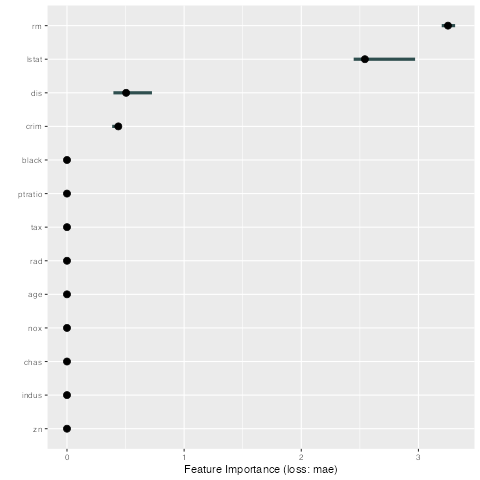 rm
lstat
dis
crim
black
ptratio
tax
rad
age
nox
chas
indus
zn
0 1 2 3
Feature Importance (loss: mae)